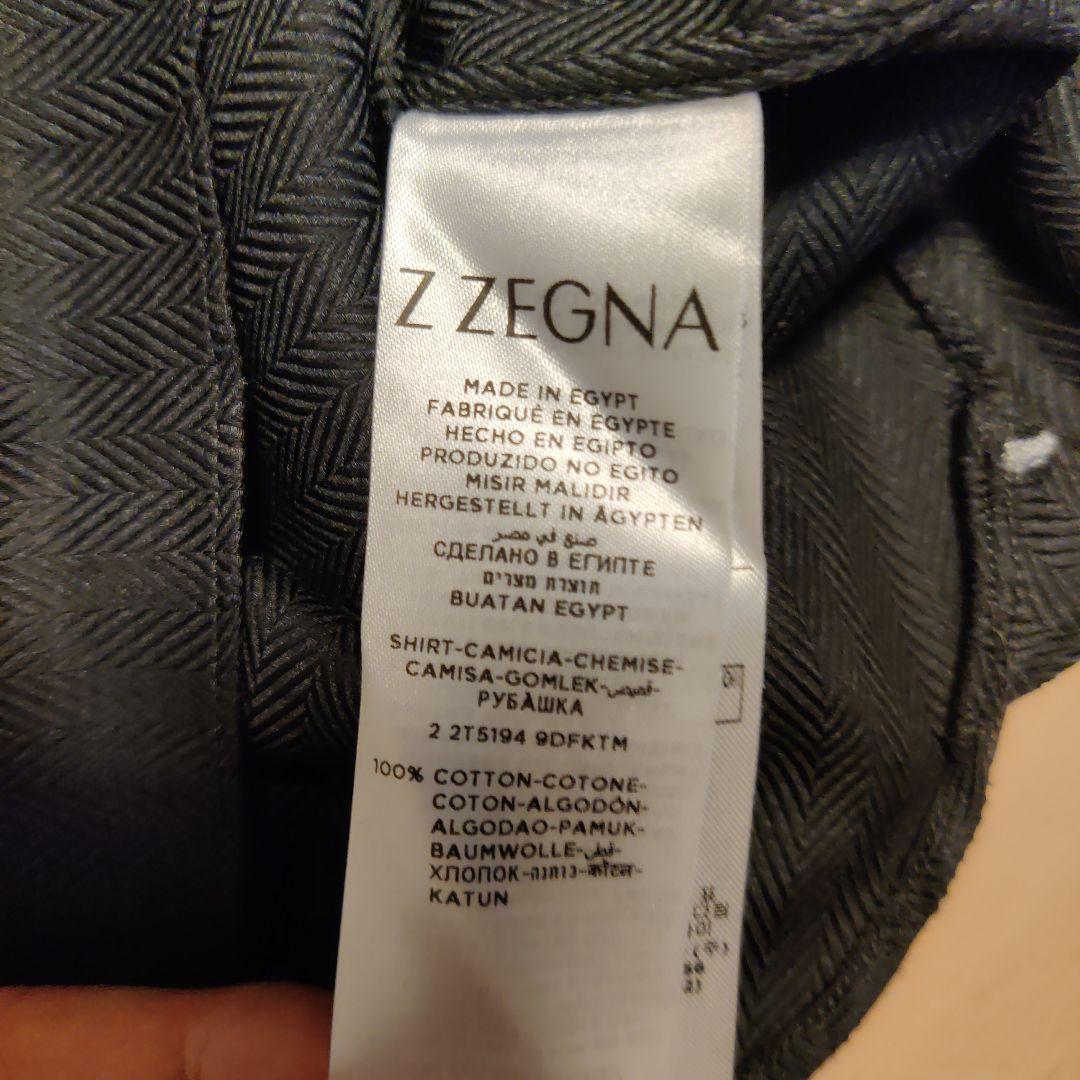 Z ZEGNA
MADE IN EGYPT
FABRIQUÉ EN EGYPTE
HECHO EN EGIPTO
PRODUZIDO NO EGITO
MISIR MALIDIR
HERGESTELLT IN ÄGYPTEN
صنع في مصر
СДЕЛАНО В ЕГИПТЕ
תוצרת מצרים
BUATAN EGYPT
SHIRT-CAMICIA-CHEMISE-
CAMISA-GOMLEK-قميص-
РУБАШКА
2 2T5194 9DFKTM
100% COTTON-COTONE-
COTON-ALGODÓN-
ALGODAO-PAMUK-
BAUMWOLLE-قطن-
ХЛОПОК-כותנה-कॉटन-
KATUN